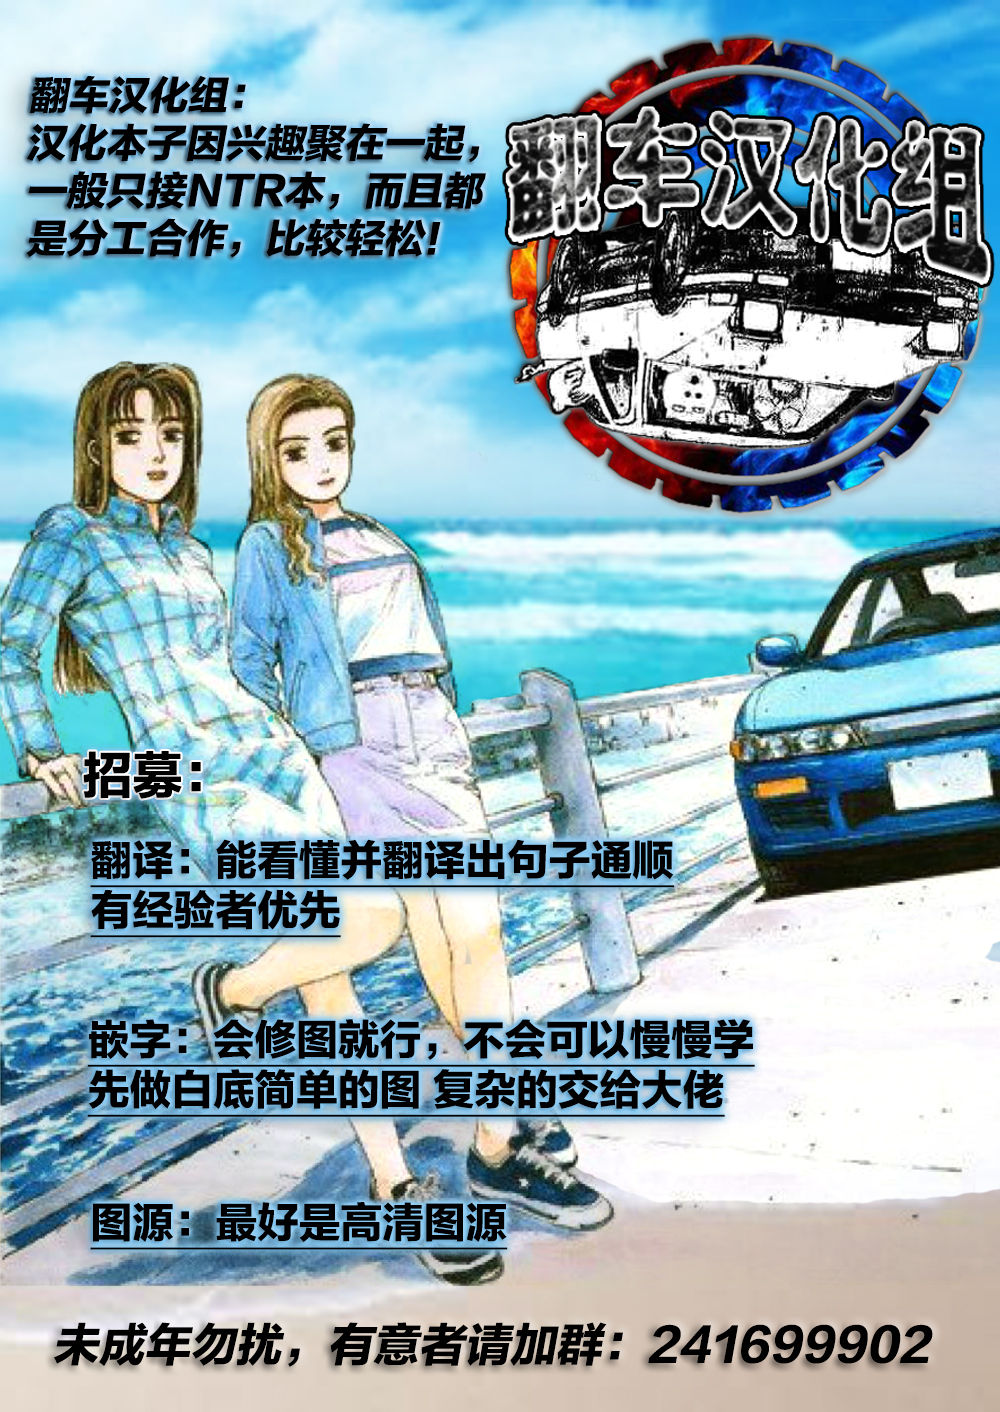 翻车汉化组：
汉化本子因兴趣聚在一起，
一般只接NTR本，而且都
是分工合作，比较轻松！
翻车汉化组
招募：
翻译：能看懂并翻译出句子通顺
有经验者优先
嵌字：会修图就行，不会可以慢慢学
先做白底简单的图 复杂的交给大佬
图源：最好是高清图源
未成年勿扰，有意者请加群：241699902